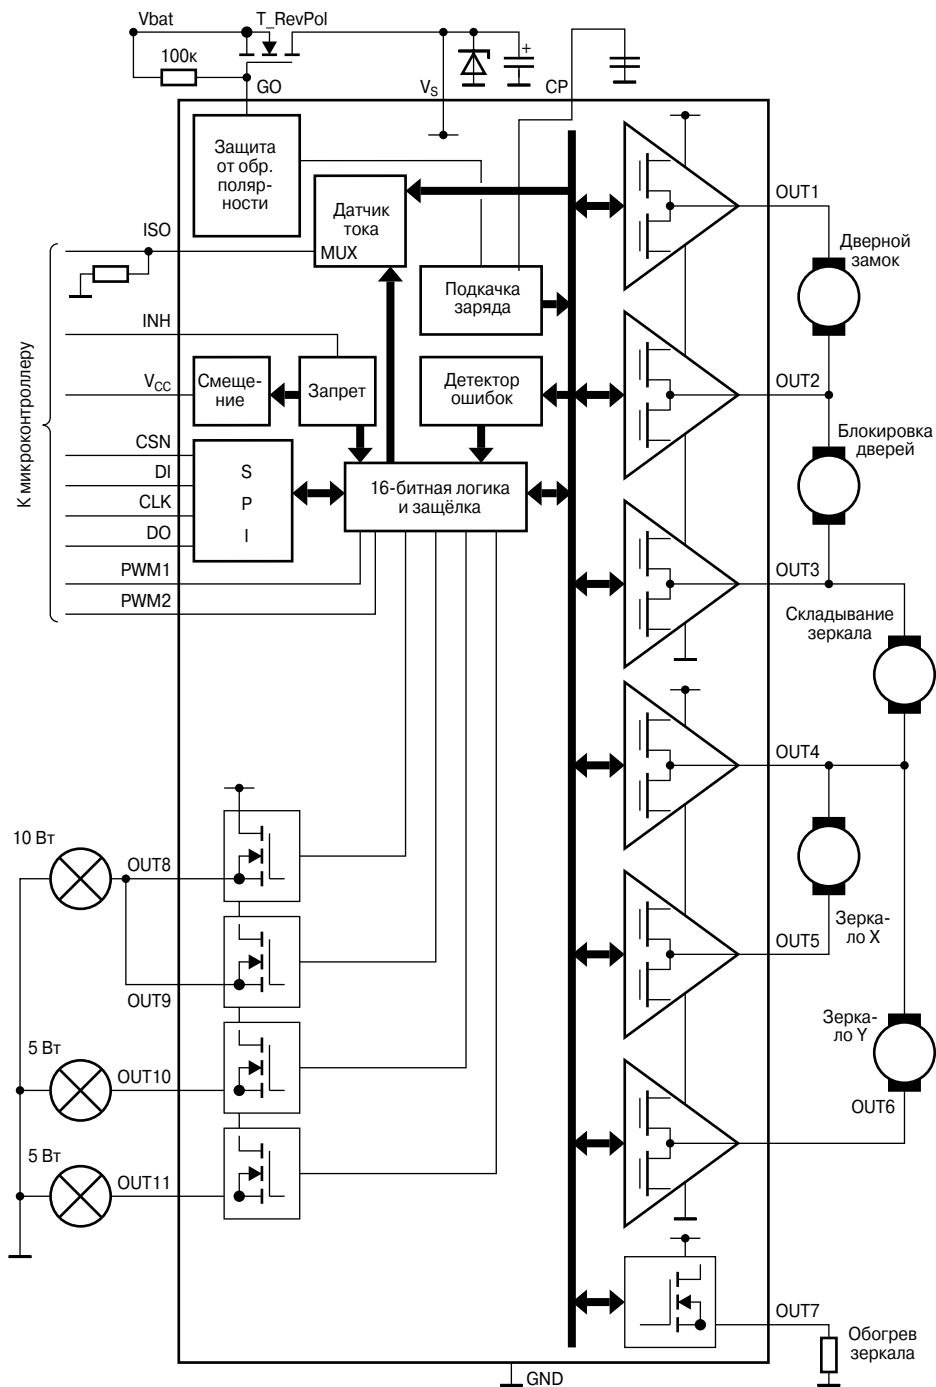 Vbat
T_RevPol
100к
+
GO
VS
CP
Защита
от обр.
поляр-
ности
Датчик
тока
MUX
OUT1
Дверной
замок
ISO
Подкачка
заряда
INH
К микроконтроллеру
VCC
Смеще-
ние
Запрет
Детектор
ошибок
OUT2
Блокировка
дверей
CSN
DI
CLK
DO
S
P
I
16-битная логика
и защёлка
PWM1
PWM2
OUT3
Складывание
зеркала
OUT4
10 Вт
OUT8
Зерка-
ло X
OUT5
OUT9
5 Вт
OUT10
Зерка-
ло Y
OUT6
5 Вт
OUT11
OUT7
Обогрев
зеркала
GND